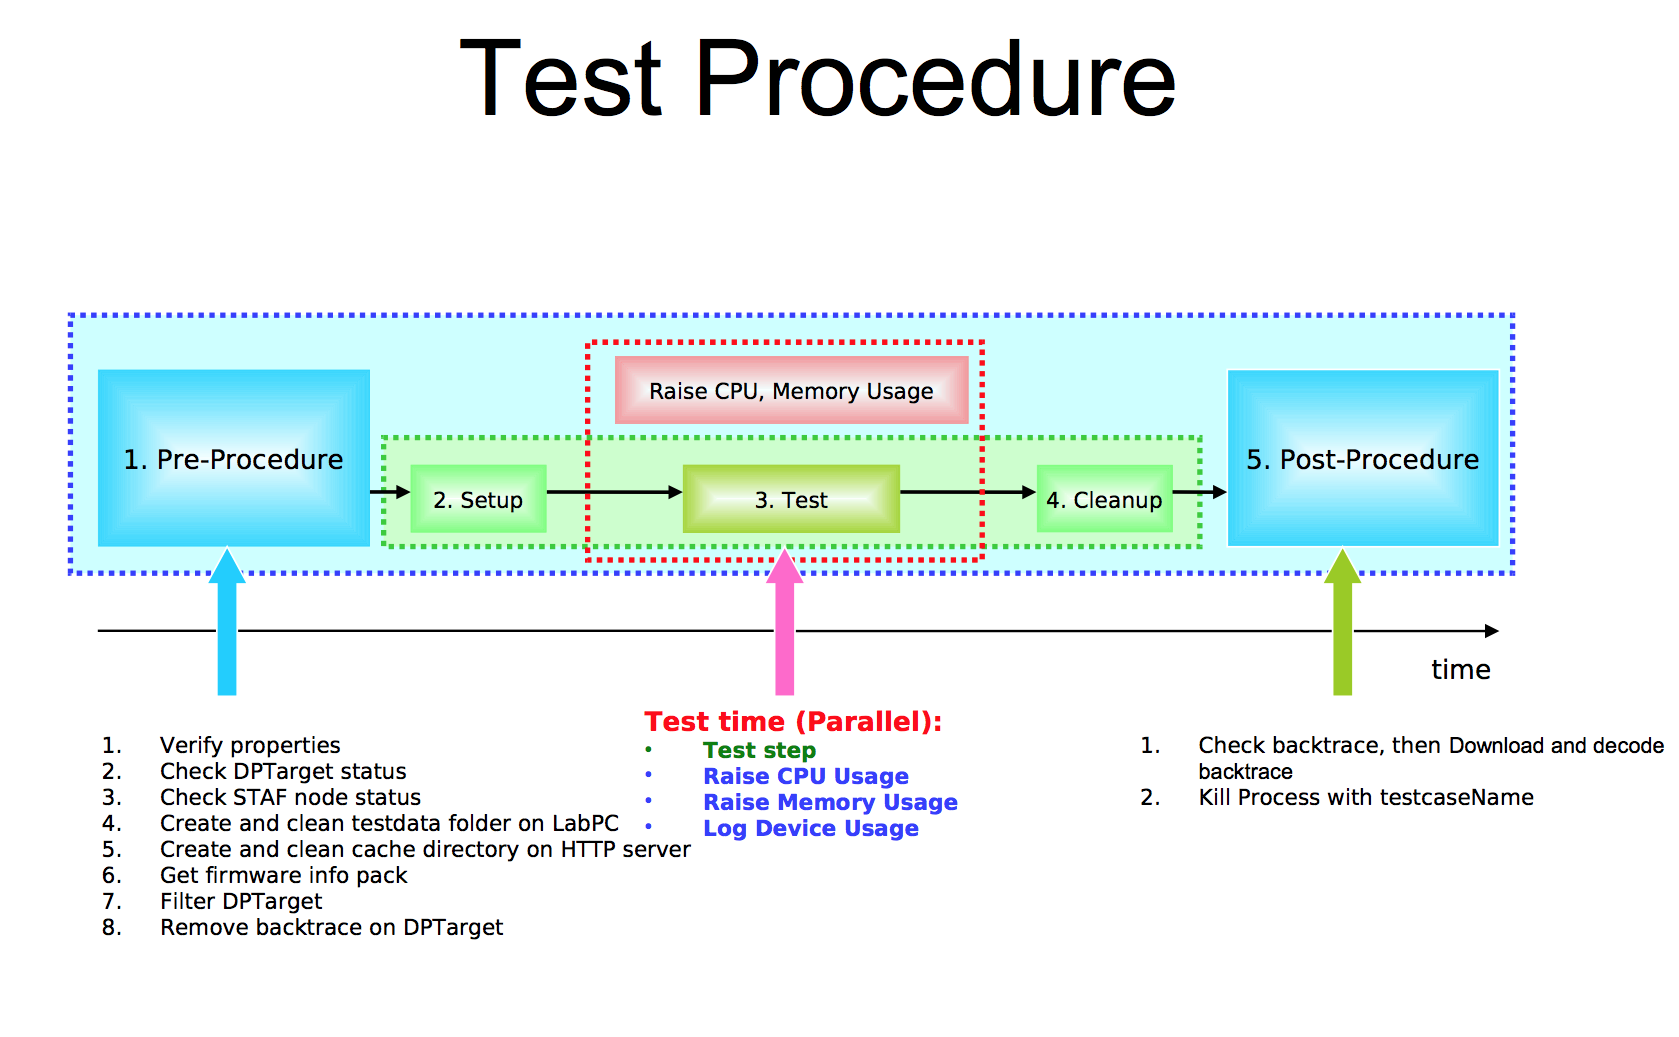 Test Procedure
Raise CPU, Memory Usage
1. Pre-Procedure
2. Setup
3. Test
4. Cleanup
5. Post-Procedure
time
1. Verify properties
2. Check DPTarget status
3. Check STAF node status
4. Create and clean testdata folder on LabPC
5. Create and clean cache directory on HTTP server
6. Get firmware info pack
7. Filter DPTarget
8. Remove backtrace on DPTarget
Test time (Parallel):
• Test step
• Raise CPU Usage
• Raise Memory Usage
• Log Device Usage
1. Check backtrace, then Download and decode
backtrace
2. Kill Process with testcaseName